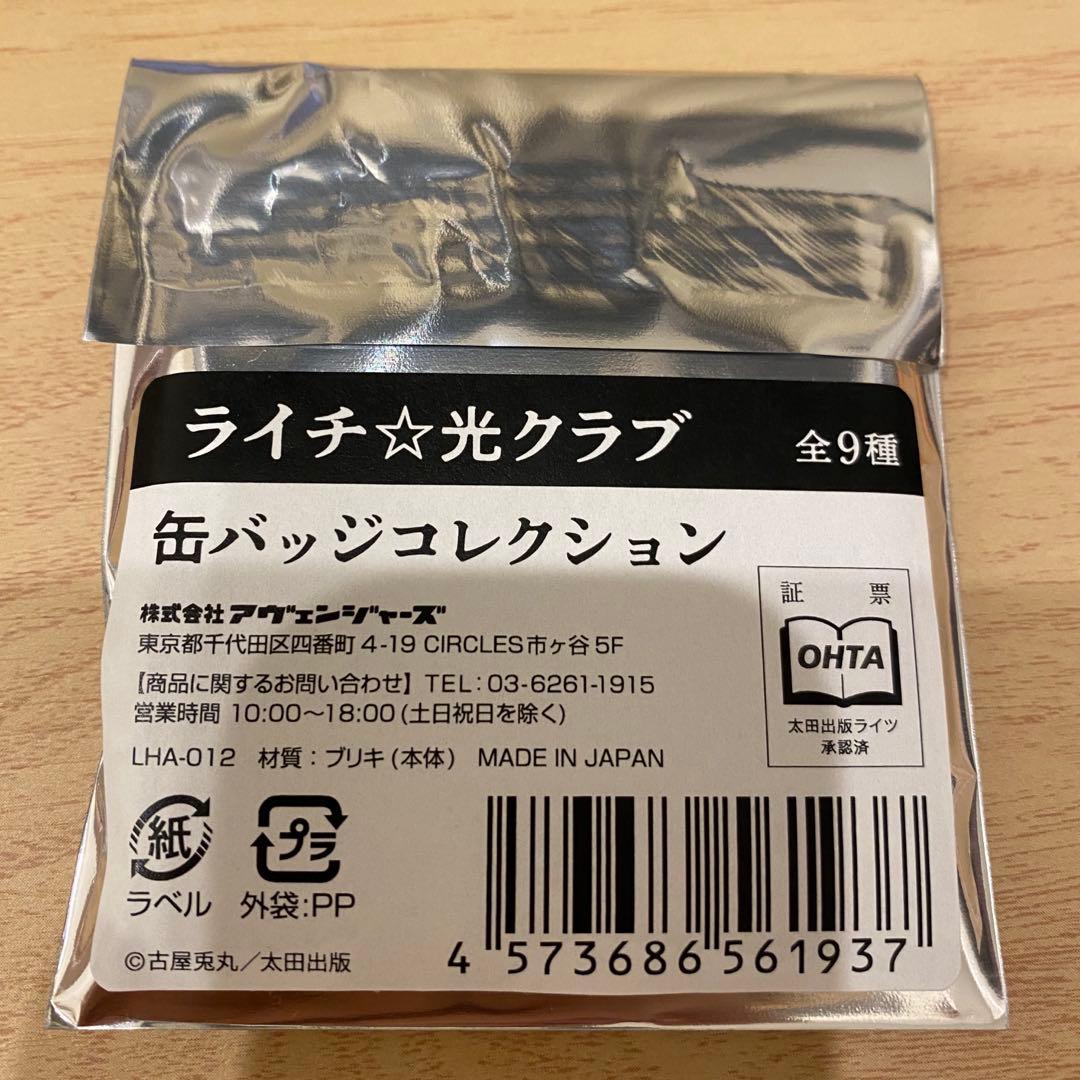 ライチ☆光クラブ 全9種
缶バッジコレクション
株式会社アヴェンジャーズ
東京都千代田区四番町 4-19 CIRCLES市ヶ谷 5F
【商品に関するお問い合わせ】TEL:03-6261-1915
営業時間 10:00～18:00(土日祝日を除く)
LHA-012 材質:ブリキ(本体) MADE IN JAPAN
証 票
OHTA
太田出版ライツ
承認済
紙
ラベル
プラ
外袋:PP
©古屋兎丸/太田出版
4 573686 561937